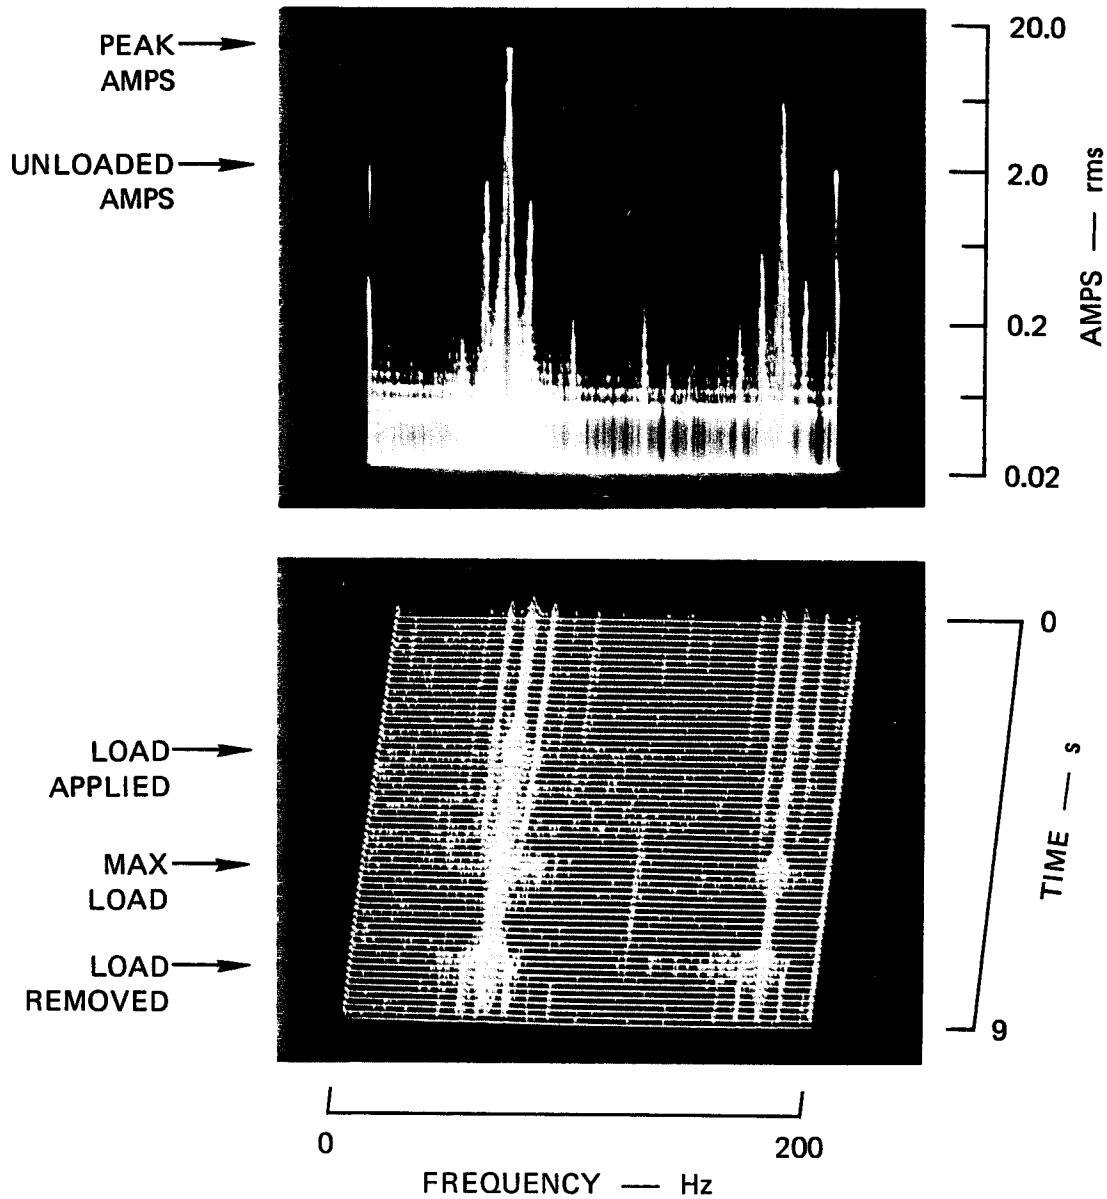 PEAK
AMPS
UNLOADED
AMPS
20.0
2.0
0.2
0.02
AMPS — rms
LOAD
APPLIED
MAX
LOAD
LOAD
REMOVED
0
9
TIME — s
0
200
FREQUENCY — Hz